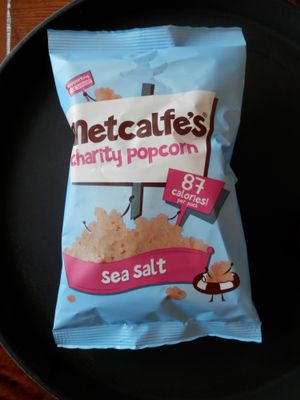 metcalfe's
charity popcorn
87
calories!
per pack
sea salt